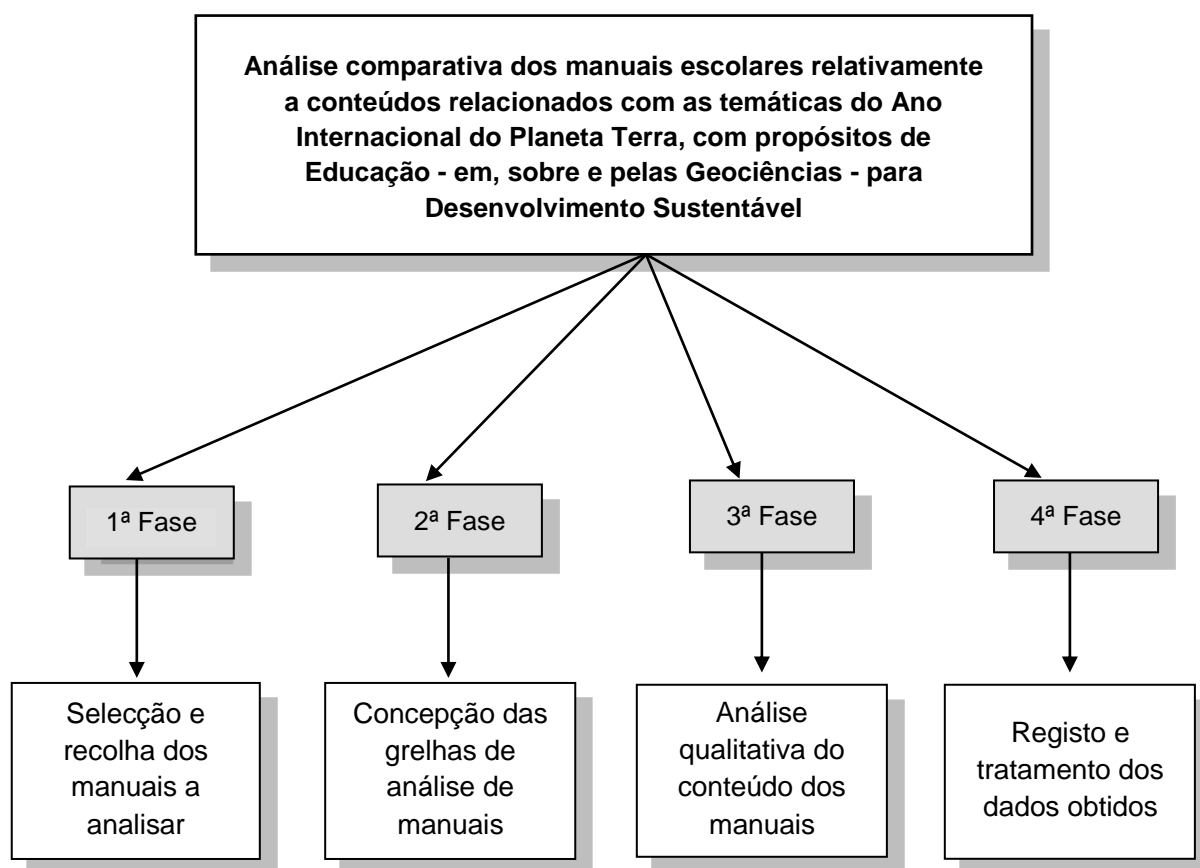 Análise comparativa dos manuais escolares relativamente
a conteúdos relacionados com as temáticas do Ano
Internacional do Planeta Terra, com propósitos de
Educação - em, sobre e pelas Geociências - para
Desenvolvimento Sustentável
1ª Fase
2ª Fase
3ª Fase
4ª Fase
Selecção e
recolha dos
manuais a
analisar
Concepção das
grelhas de
análise de
manuais
Análise
qualitativa do
conteúdo dos
manuais
Registo e
tratamento dos
dados obtidos